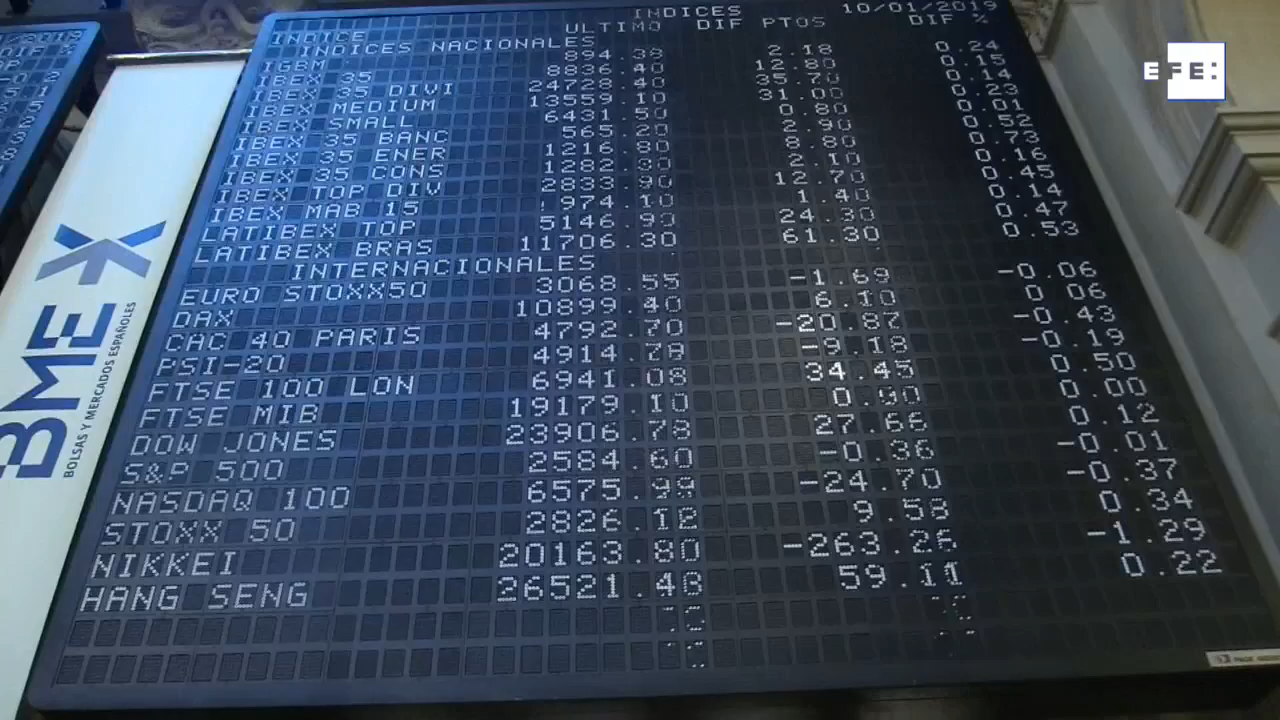 INDICES 10/01/2019
INDICE ULTIMO DIF PTOS DIF %
INDICES NACIONALES
IGBM 894.38 2.18 0.24
IBEX 35 8836.40 12.80 0.15
IBEX 35 DIVI 24728.40 35.70 0.14
IBEX MEDIUM 13559.10 31.00 0.23
IBEX SMALL 6431.50 0.80 0.01
IBEX 35 BANC 565.20 2.90 0.52
IBEX 35 ENER 1216.80 8.80 0.73
IBEX 35 CONS 1282.80 2.10 0.16
IBEX TOP DIV 2833.90 12.70 0.45
IBEX MAB 15 974.10 1.40 0.14
LATIBEX TOP 5146.90 24.30 0.47
LATIBEX BRAS 11706.30 61.30 0.53
INTERNACIONALES
EURO STOXX50 3068.55 -1.69 -0.06
DAX 10899.40 6.10 0.06
CAC 40 PARIS 4792.70 -20.87 -0.43
PSI-20 4914.78 -9.18 -0.19
FTSE 100 LON 6941.08 34.45 0.50
FTSE MIB 19179.10 0.00 0.00
DOW JONES 23906.78 27.66 0.12
S&P 500 2584.60 -0.36 -0.01
NASDAQ 100 6575.98 -24.70 -0.37
STOXX 50 2826.12 9.58 0.34
NIKKEI 20163.80 -263.26 -1.29
HANG SENG 26521.48 59.11 0.22
BME X
BOLSAS Y MERCADOS ESPAÑOLES
EFE: